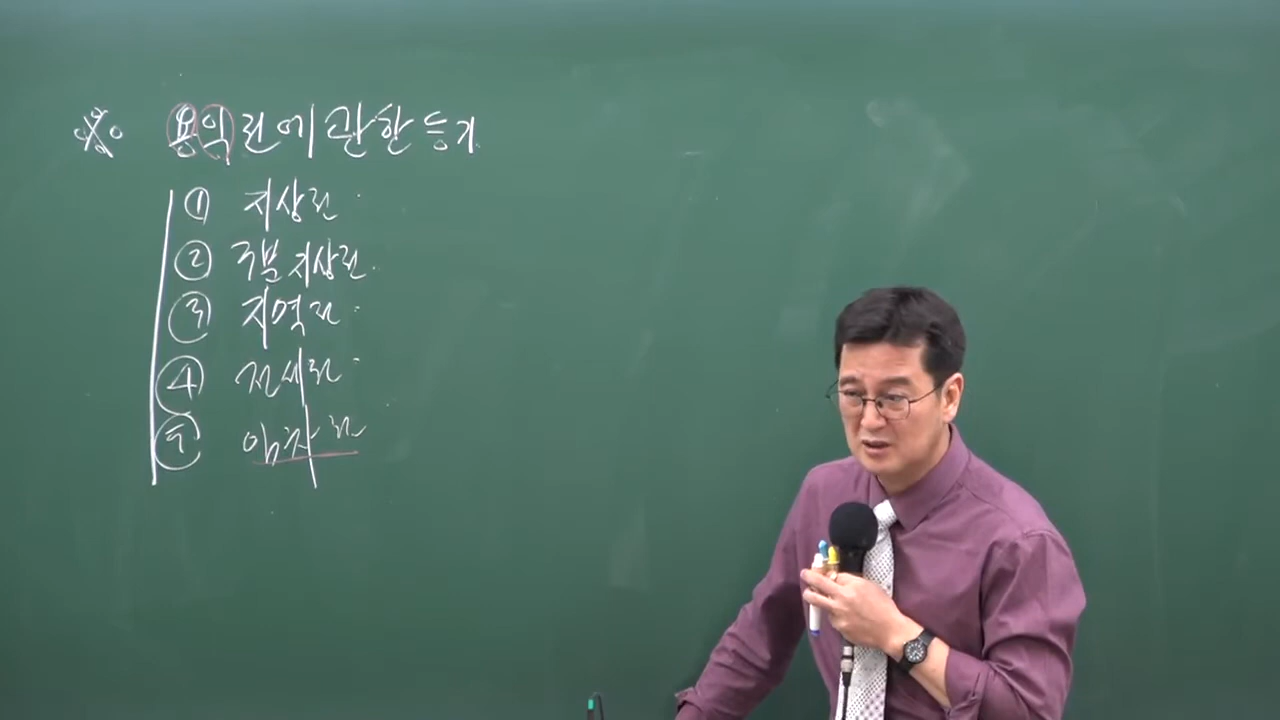 ※ 용익권에 관한 등기
① 지상권
② 구분지상권
③ 지역권
④ 전세권
⑤ 임차권